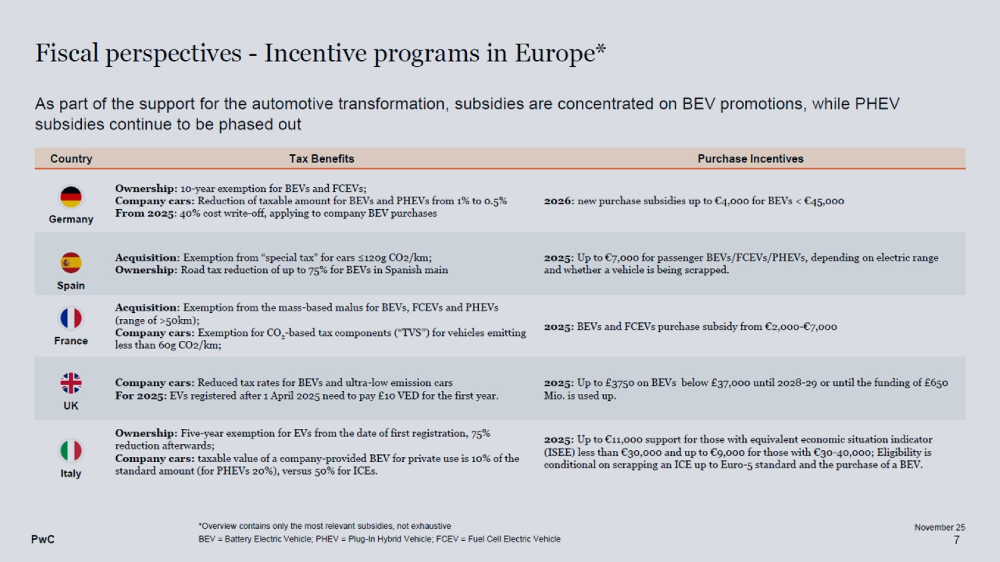 Fiscal perspectives - Incentive programs in Europe*
As part of the support for the automotive transformation, subsidies are concentrated on BEV promotions, while PHEV
subsidies continue to be phased out
Country Tax Benefits Purchase Incentives
Germany
Ownership: 10-year exemption for BEVs and FCEVs;
Company cars: Reduction of taxable amount for BEVs and PHEVs from 1% to 0.5%
From 2025: 40% cost write-off, applying to company BEV purchases
2026: new purchase subsidies up to €4,000 for BEVs < €45,000
Spain
Acquisition: Exemption from “special tax” for cars ≤120g CO2/km;
Ownership: Road tax reduction of up to 75% for BEVs in Spanish main
2025: Up to €7,000 for passenger BEVs/FCEVs/PHEVs, depending on electric range
and whether a vehicle is being scrapped.
France
Acquisition: Exemption from the mass-based malus for BEVs, FCEVs and PHEVs
(range of >50km);
Company cars: Exemption for CO₂-based tax components (“TVS”) for vehicles emitting
less than 60g CO2/km;
2025: BEVs and FCEVs purchase subsidy from €2,000-€7,000
UK
Company cars: Reduced tax rates for BEVs and ultra-low emission cars
For 2025: EVs registered after 1 April 2025 need to pay £10 VED for the first year.
2025: Up to £3750 on BEVs below £37,000 until 2028-29 or until the funding of £650
Mio. is used up.
Italy
Ownership: Five-year exemption for EVs from the date of first registration, 75%
reduction afterwards;
Company cars: taxable value of a company-provided BEV for private use is 10% of the
standard amount (for PHEVs 20%), versus 50% for ICEs.
2025: Up to €11,000 support for those with equivalent economic situation indicator
(ISEE) less than €30,000 and up to €9,000 for those with €30-40,000; Eligibility is
conditional on scrapping an ICE up to Euro-5 standard and the purchase of a BEV.
*Overview contains only the most relevant subsidies, not exhaustive
BEV = Battery Electric Vehicle; PHEV = Plug-In Hybrid Vehicle; FCEV = Fuel Cell Electric Vehicle
PwC
November 25
7